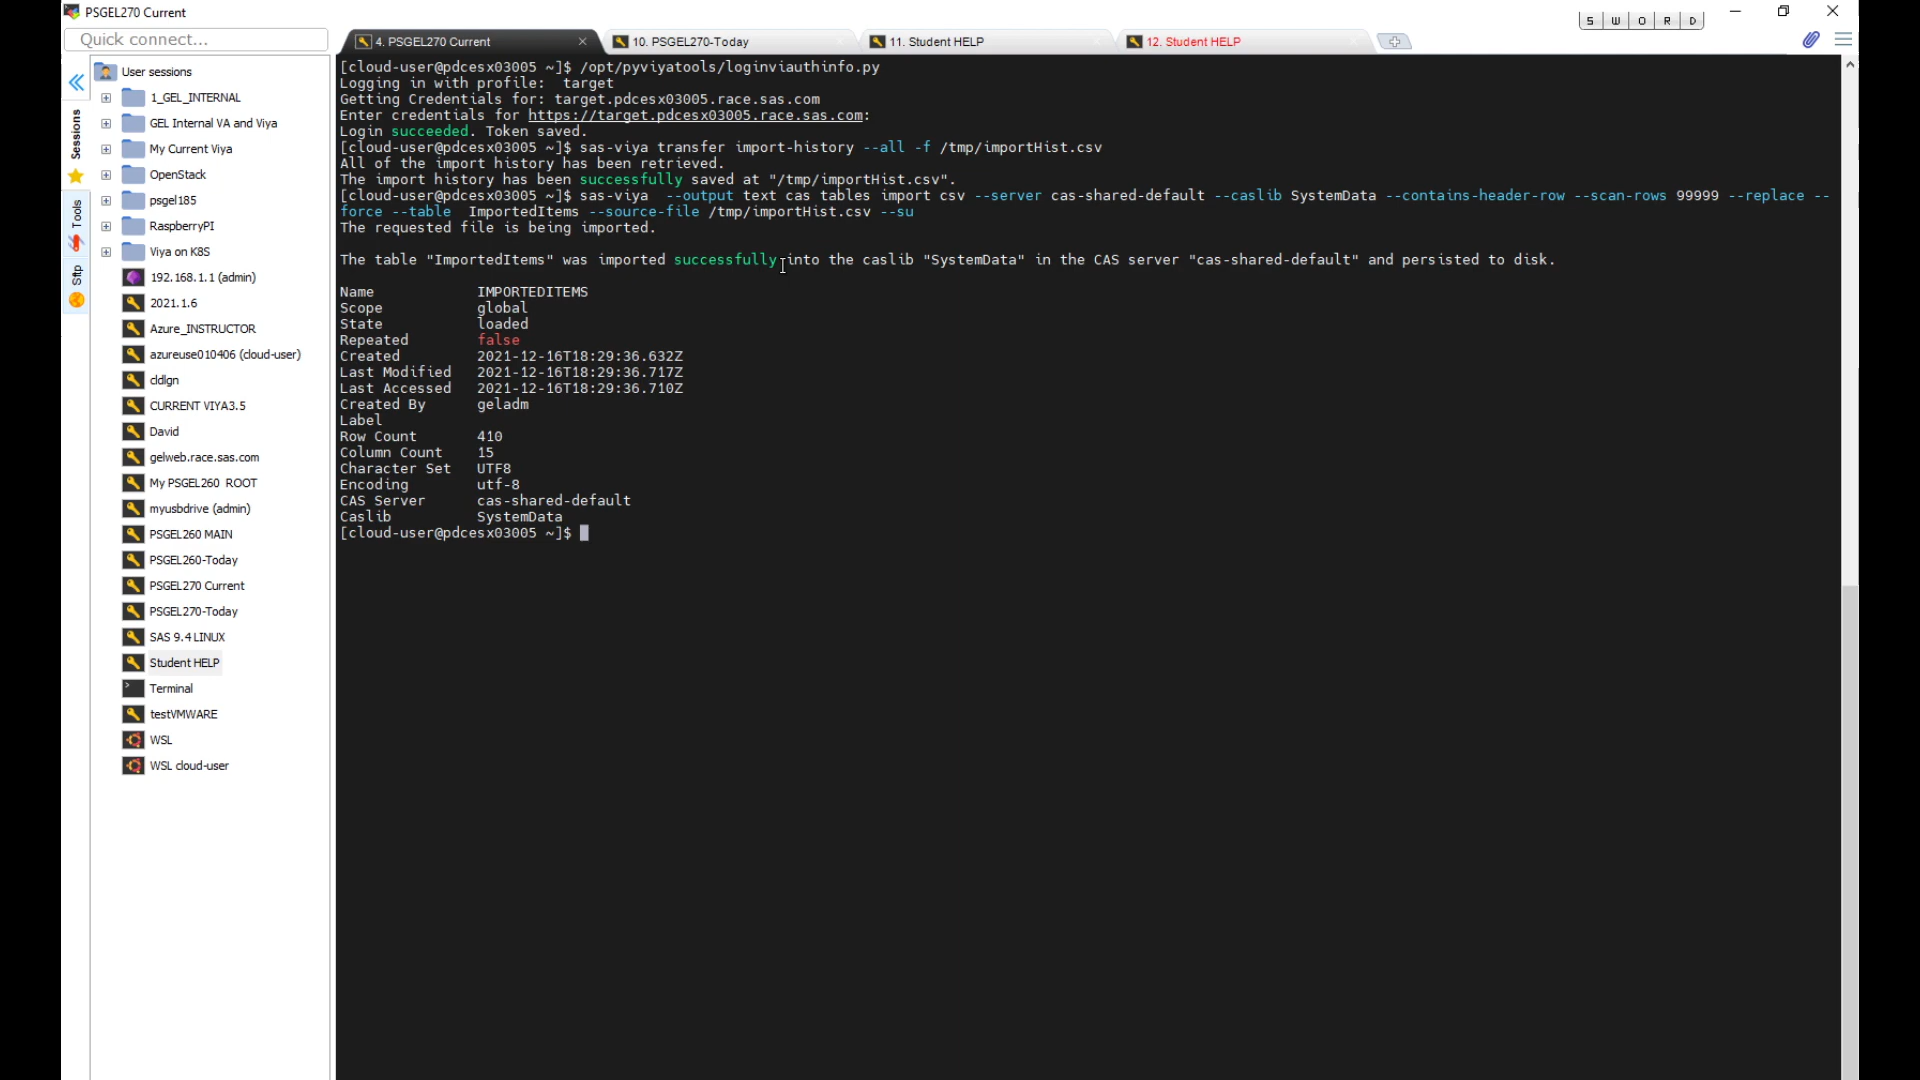 PSGEL270 Current
S W O R D
Quick connect...
4. PSGEL270 Current
10. PSGEL270-Today
11. Student HELP
12. Student HELP
Sessions
Tools
Sftp
User sessions
1_GEL_INTERNAL
GEL Internal VA and Viya
My Current Viya
OpenStack
psgel185
RaspberryPI
Viya on K8S
192.168.1.1 (admin)
2021.1.6
Azure_INSTRUCTOR
azureuse010406 (cloud-user)
cldlgn
CURRENT VIYA3.5
David
gelweb.race.sas.com
My PSGEL260 ROOT
myusbdrive (admin)
PSGEL260 MAIN
PSGEL260-Today
PSGEL270 Current
PSGEL270-Today
SAS 9.4 LINUX
Student HELP
Terminal
testVMWARE
WSL
WSL cloud-user
[cloud-user@pdcesx03005 ~]$ /opt/pyviyatools/loginviauthinfo.py
Logging in with profile:  target
Getting Credentials for: target.pdcesx03005.race.sas.com
Enter credentials for https://target.pdcesx03005.race.sas.com:
Login succeeded. Token saved.
[cloud-user@pdcesx03005 ~]$ sas-viya transfer import-history --all -f /tmp/importHist.csv
All of the import history has been retrieved.
The import history has been successfully saved at "/tmp/importHist.csv".
[cloud-user@pdcesx03005 ~]$ sas-viya  --output text cas tables import csv --server cas-shared-default --caslib SystemData --contains-header-row --scan-rows 99999 --replace --
force --table  ImportedItems --source-file /tmp/importHist.csv --su
The requested file is being imported.
The table "ImportedItems" was imported successfully into the caslib "SystemData" in the CAS server "cas-shared-default" and persisted to disk.
Name            IMPORTEDITEMS
Scope           global
State           loaded
Repeated        false
Created         2021-12-16T18:29:36.632Z
Last Modified   2021-12-16T18:29:36.717Z
Last Accessed   2021-12-16T18:29:36.710Z
Created By      geladm
Label
Row Count       410
Column Count    15
Character Set   UTF8
Encoding        utf-8
CAS Server      cas-shared-default
Caslib          SystemData
[cloud-user@pdcesx03005 ~]$